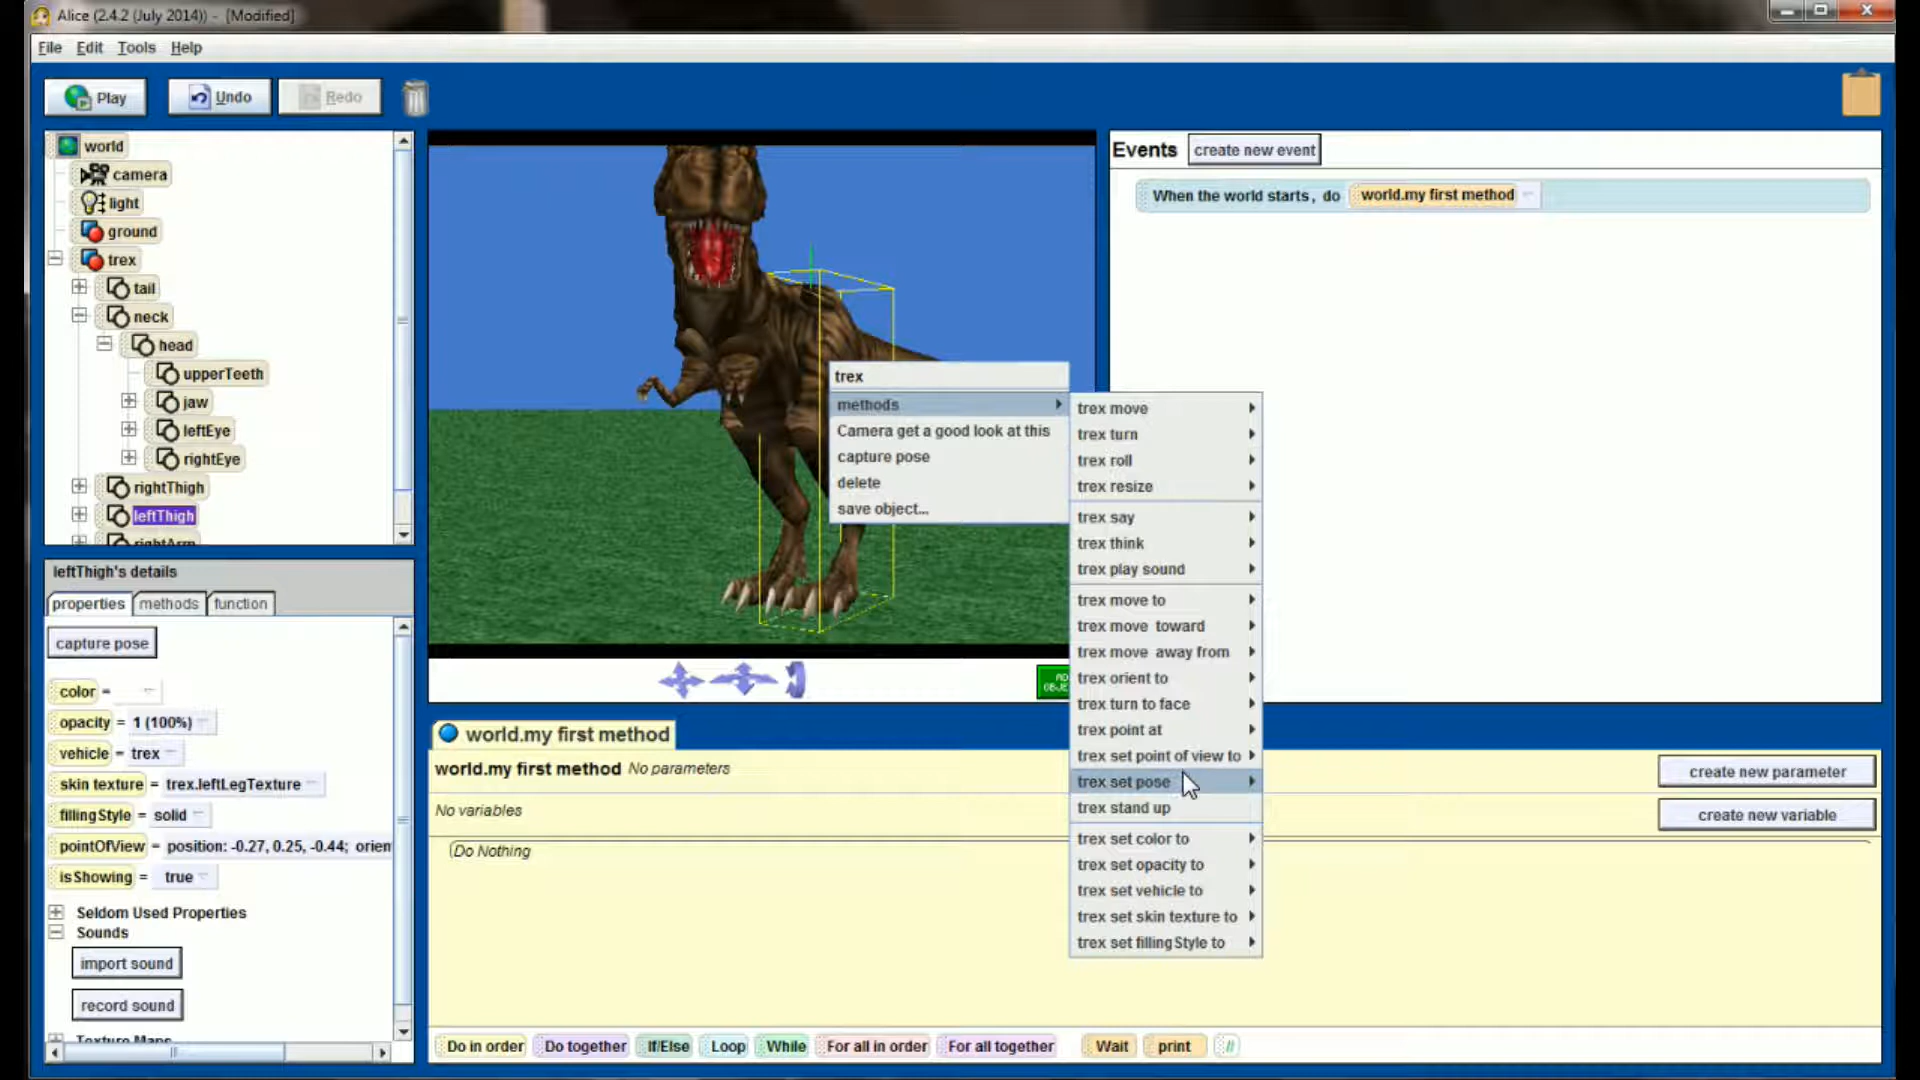 Alice (2.4.2 (July 2014)) - [Modified]
File Edit Tools Help
Play Undo Redo
world
camera
light
ground
trex
tail
neck
head
upperTeeth
jaw
leftEye
rightEye
rightThigh
leftThigh
rightArm
leftThigh's details
properties methods function
capture pose
color =
opacity = 1 (100%)
vehicle = trex
skin texture = trex.leftLegTexture
fillingStyle = solid
pointOfView = position: -0.27, 0.25, -0.44; orien
isShowing = true
Seldom Used Properties
Sounds
import sound
record sound
Texture Maps
trex
methods
Camera get a good look at this
capture pose
delete
save object...
trex move
trex turn
trex roll
trex resize
trex say
trex think
trex play sound
trex move to
trex move toward
trex move away from
trex orient to
trex turn to face
trex point at
trex set point of view to
trex set pose
trex stand up
trex set color to
trex set opacity to
trex set vehicle to
trex set skin texture to
trex set fillingStyle to
Events create new event
When the world starts, do world.my first method
world.my first method
world.my first method No parameters
create new parameter
No variables
create new variable
(Do Nothing
Do in order Do together If/Else Loop While For all in order For all together Wait print //